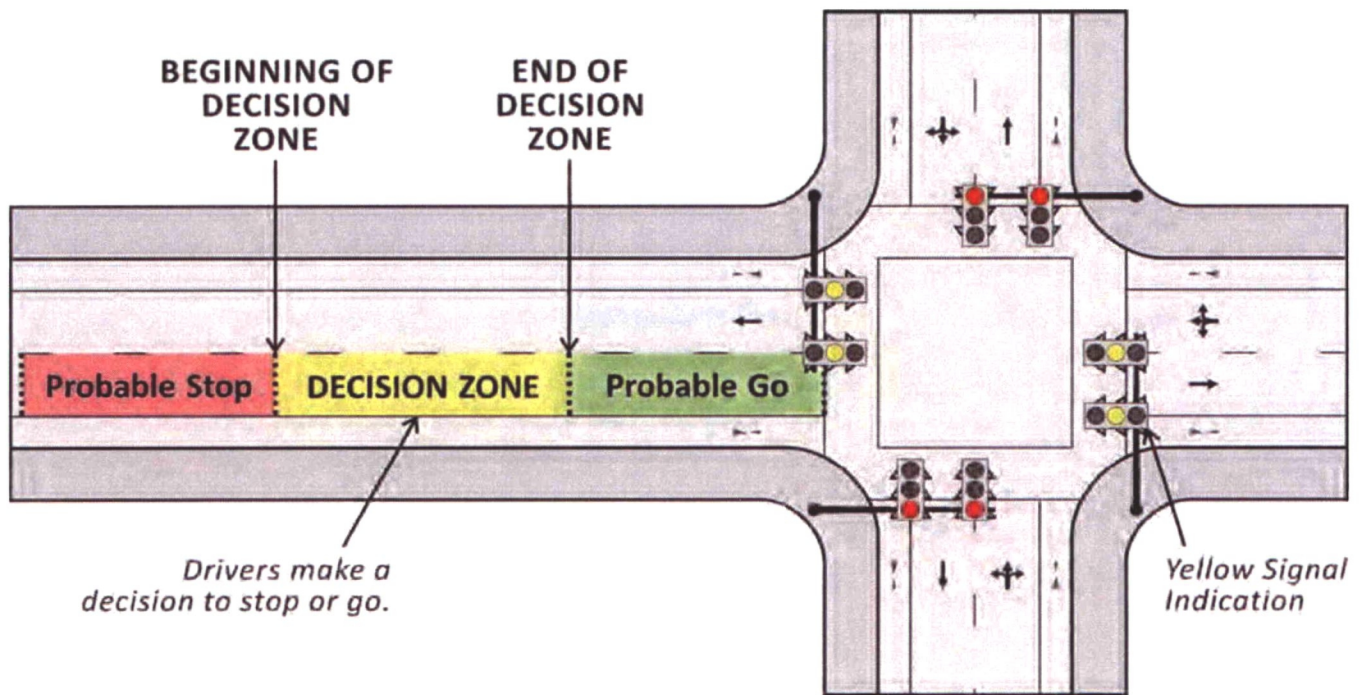 BEGINNING OF
DECISION
ZONE
END OF
DECISION
ZONE
Probable Stop
DECISION ZONE
Probable Go
Drivers make a
decision to stop or go.
Yellow Signal
Indication